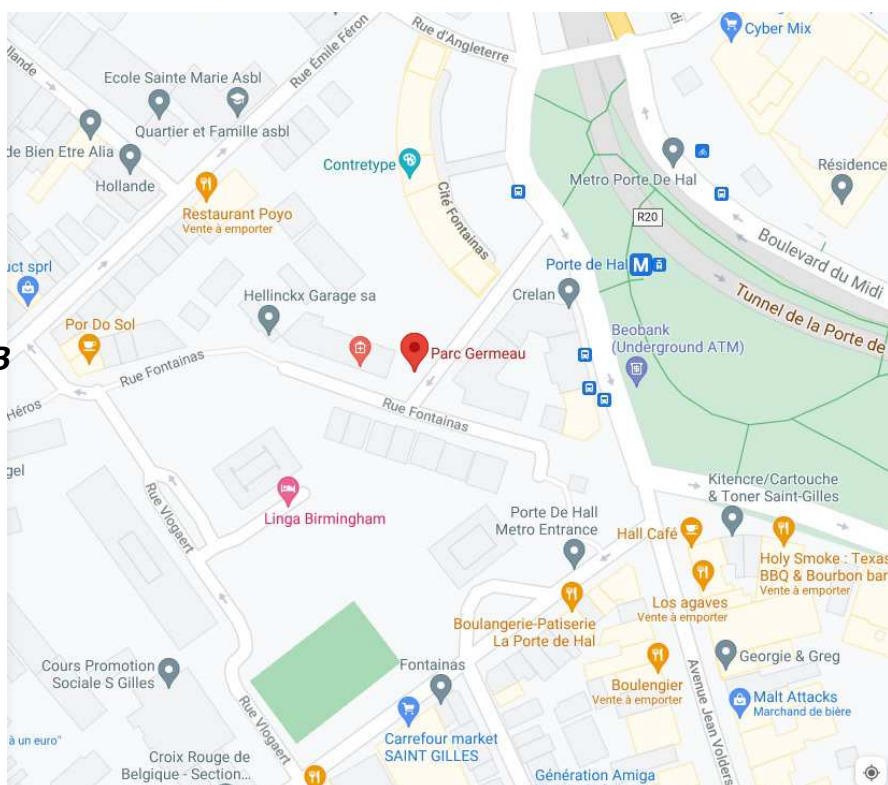 Cyber Mix
Rue d'Angleterre
Midi
llande
Rue Émile Féron
Ecole Sainte Marie Asbl
Quartier et Famille asbl
de Bien Etre Alia
Hollande
Contretype
Metro Porte De Hal
Résidence
Restaurant Poyo
Vente à emporter
Cité Fontainas
R20
Boulevard du Midi
uct sprl
Porte de Hal
M
Tunnel de la Porte de
Hellinckx Garage sa
Crelan
Por Do Sol
Beobank
(Underground ATM)
B
Parc Germeau
Rue Fontainas
Héros
Rue Fontainas
gel
Kitencre/Cartouche
& Toner Saint-Gilles
Rue Vlogaert
Linga Birmingham
Porte De Hall
Metro Entrance
Hall Café
Holy Smoke : Texas
BBQ & Bourbon bar
Vente à emporter
Los agaves
Vente à emporter
Boulangerie-Patiserie
La Porte de Hal
Cours Promotion
Sociale S Gilles
Fontainas
Georgie & Greg
Boulengier
Vente à emporter
Avenue Jean Volders
Malt Attacks
Marchand de bière
Rue Vlogaert
Carrefour market
SAINT GILLES
à un euro"
Croix Rouge de
Belgique - Section...
Génération Amiga